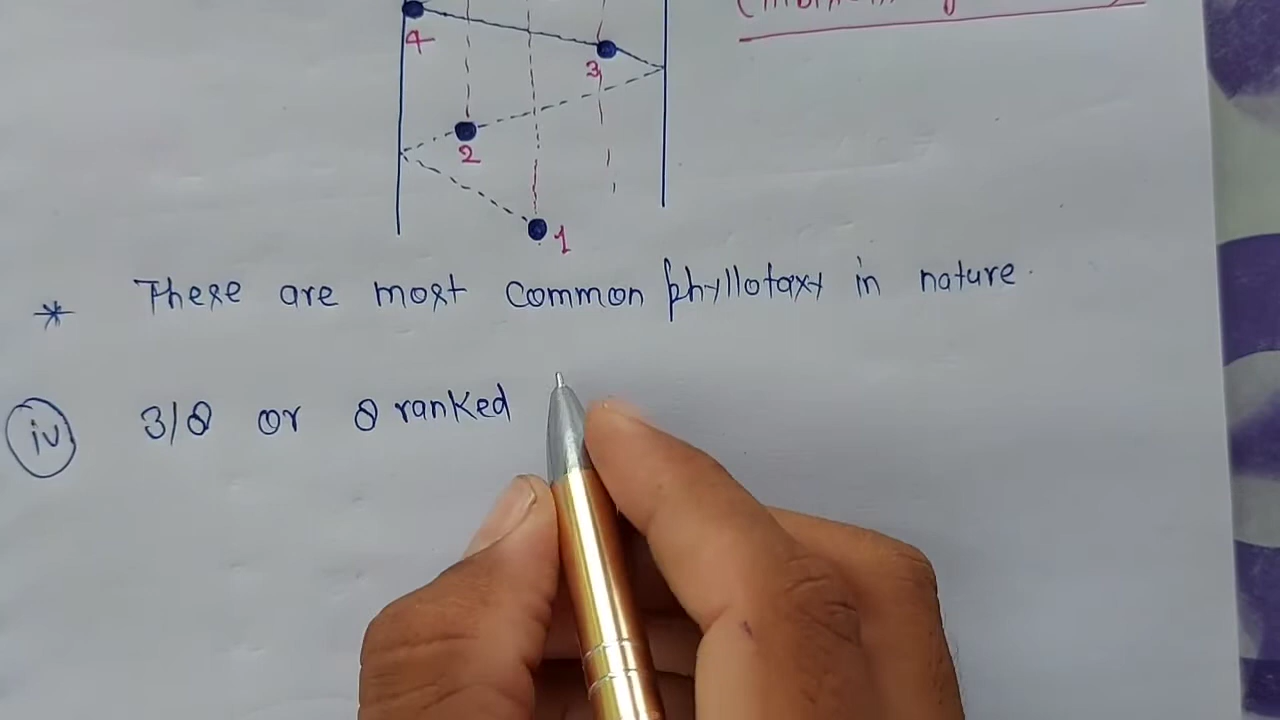 4
3
2
1
* These are most common phyllotaxy in nature.
iv 3/8 or 8 ranked